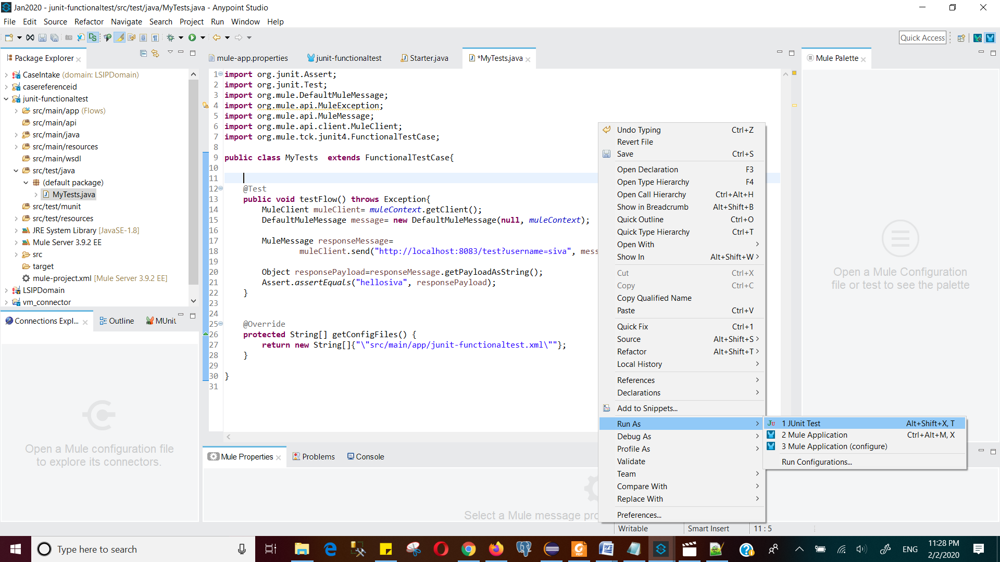 Jan2020 - junit-functionaltest/src/test/java/MyTests.java - Anypoint Studio
File Edit Source Refactor Navigate Search Project Run Window Help
Quick Access
Package Explorer
CaseIntake (domain: LSIPDomain)
casereferenceid
junit-functionaltest
src/main/app (Flows)
src/main/api
src/main/java
src/main/resources
src/main/wsdl
src/test/java
(default package)
MyTests.java
src/test/munit
src/test/resources
JRE System Library [JavaSE-1.8]
Mule Server 3.9.2 EE
src
target
mule-project.xml [Mule Server 3.9.2 EE]
LSIPDomain
vm_connector
Connections Expl... Outline MUnit
Open a Mule configuration file
to explore its connectors.
mule-app.properties junit-functionaltest Starter.java *MyTests.java
1 import org.junit.Assert;
2 import org.junit.Test;
3 import org.mule.DefaultMuleMessage;
4 import org.mule.api.MuleException;
5 import org.mule.api.MuleMessage;
6 import org.mule.api.client.MuleClient;
7 import org.mule.tck.junit4.FunctionalTestCase;
8
9 public class MyTests  extends FunctionalTestCase{
10
11
12 @Test
13 public void testFlow() throws Exception{
14 MuleClient muleClient= muleContext.getClient();
15 DefaultMuleMessage message= new DefaultMuleMessage(null, muleContext);
16
17 MuleMessage responseMessage=
18 muleClient.send("http://localhost:8083/test?username=siva", mess
19
20 Object responsePayload=responseMessage.getPayloadAsString();
21 Assert.assertEquals("hellosiva", responsePayload);
22 }
23
24
25 @Override
26 protected String[] getConfigFiles() {
27 return new String[]{"\"src/main/app/junit-functionaltest.xml\""};
28 }
29
30 }
31
Mule Properties Problems Console
Select a Mule message pro
Undo Typing Ctrl+Z
Revert File
Save Ctrl+S
Open Declaration F3
Open Type Hierarchy F4
Open Call Hierarchy Ctrl+Alt+H
Show in Breadcrumb Alt+Shift+B
Quick Outline Ctrl+O
Quick Type Hierarchy Ctrl+T
Open With
Show In Alt+Shift+W
Cut Ctrl+X
Copy Ctrl+C
Copy Qualified Name
Paste Ctrl+V
Quick Fix Ctrl+1
Source Alt+Shift+S
Refactor Alt+Shift+T
Local History
References
Declarations
Add to Snippets...
Run As
Debug As
Profile As
Validate
Team
Compare With
Replace With
Preferences...
1 JUnit Test Alt+Shift+X, T
2 Mule Application Ctrl+Alt+M, X
3 Mule Application (configure)
Run Configurations...
Mule Palette
Open a Mule Configuration
file or test to see the palette
Writable Smart Insert 11 : 5
Type here to search
ENG
11:28 PM
2/2/2020